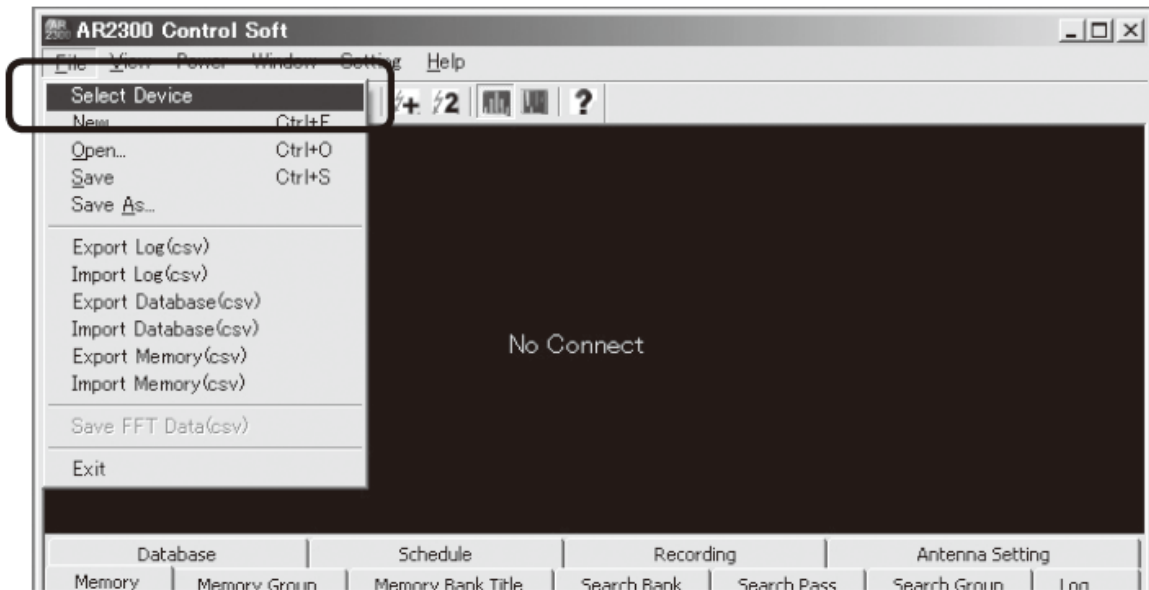 AR2300 Control Soft
File View Power Window Setting Help
Select Device
New Ctrl+F
Open... Ctrl+O
Save Ctrl+S
Save As...
Export Log(csv)
Import Log(csv)
Export Database(csv)
Import Database(csv)
Export Memory(csv)
Import Memory(csv)
Save FFT Data(csv)
Exit
No Connect
Database Schedule Recording Antenna Setting
Memory Memory Group Memory Bank Title Search Bank Search Pass Search Group Log